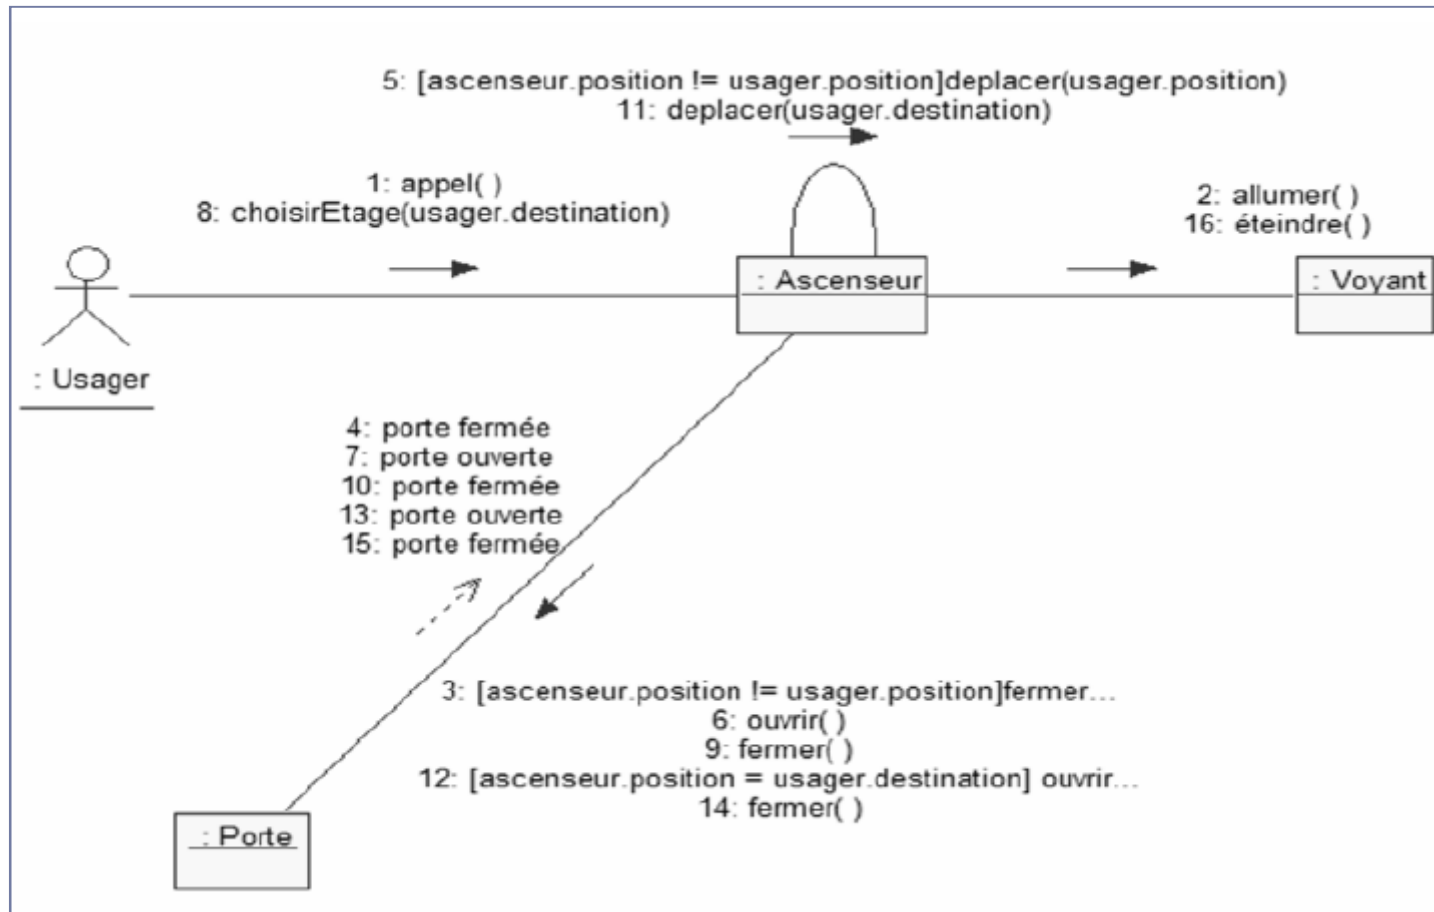 5: [ascenseur.position != usager.position]deplacer(usager.position)
11: deplacer(usager.destination)
1: appel( )
8: choisirEtage(usager.destination)
2: allumer( )
16: éteindre( )
: Ascenseur
: Voyant
: Usager
4: porte fermée
7: porte ouverte
10: porte fermée
13: porte ouverte
15: porte fermée
3: [ascenseur.position != usager.position]fermer...
6: ouvrir( )
9: fermer( )
12: [ascenseur.position = usager.destination] ouvrir...
14: fermer( )
: Porte